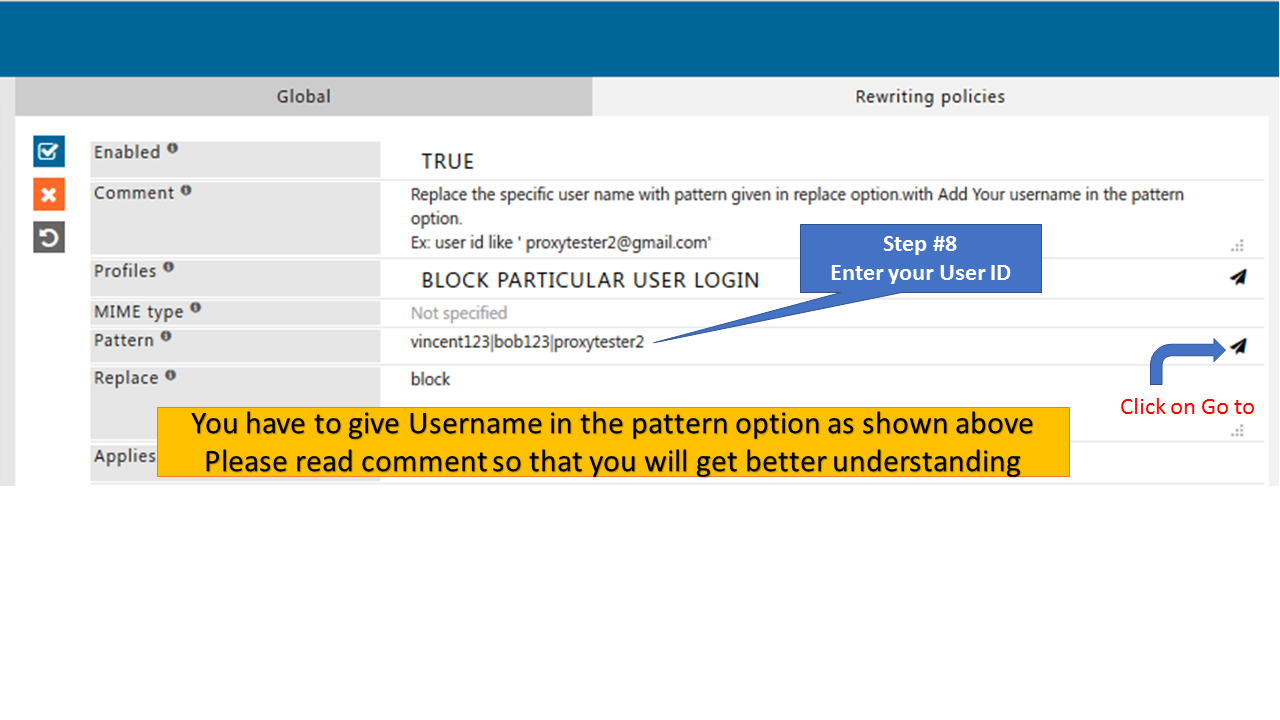 Global
Rewriting policies
Enabled
TRUE
Comment
Replace the specific user name with pattern given in replace option.with Add Your username in the pattern
option.
Ex: user id like ' proxytester2@gmail.com'
Step #8
Enter your User ID
Profiles
BLOCK PARTICULAR USER LOGIN
MIME type
Not specified
Pattern
vincent123|bob123|proxytester2
Replace
block
Click on Go to
You have to give Username in the pattern option as shown above
Please read comment so that you will get better understanding
Applies